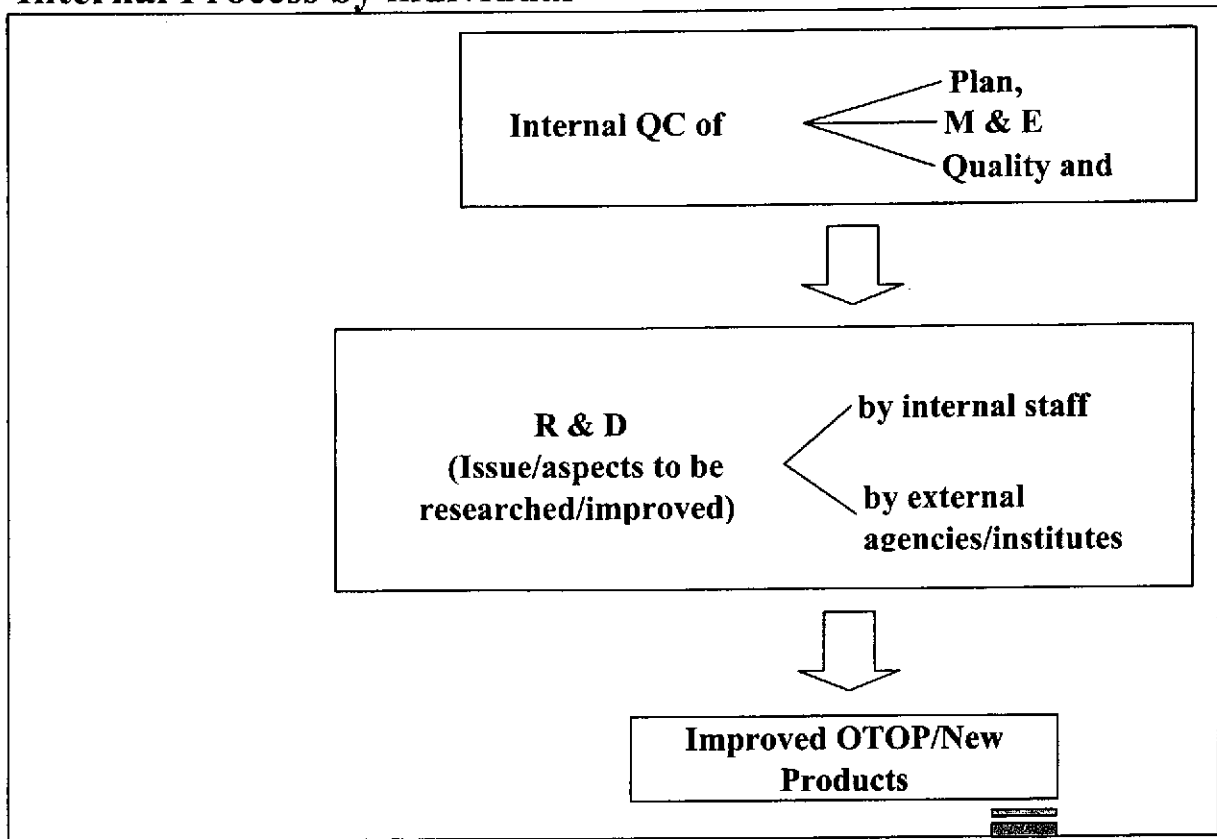 Internal QC of
Plan,
M & E
Quality and
R & D
(Issue/aspects to be
researched/improved)
by internal staff
by external
agencies/institutes
Improved OTOP/New
Products